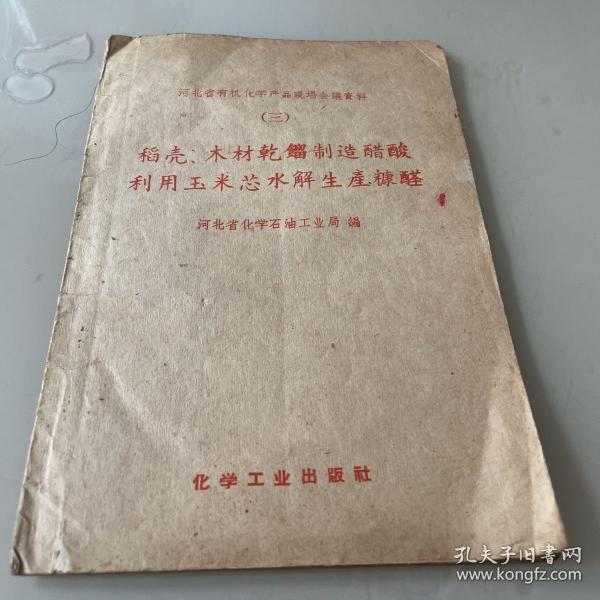 河北省有机化学产品现場会議資料
(三)
稻壳、木材乾餾制造醋酸
利用玉米芯水解生產糠醛
河北省化学石油工业局 編
化学工业出版社
孔夫子旧书网
www.kongfz.com